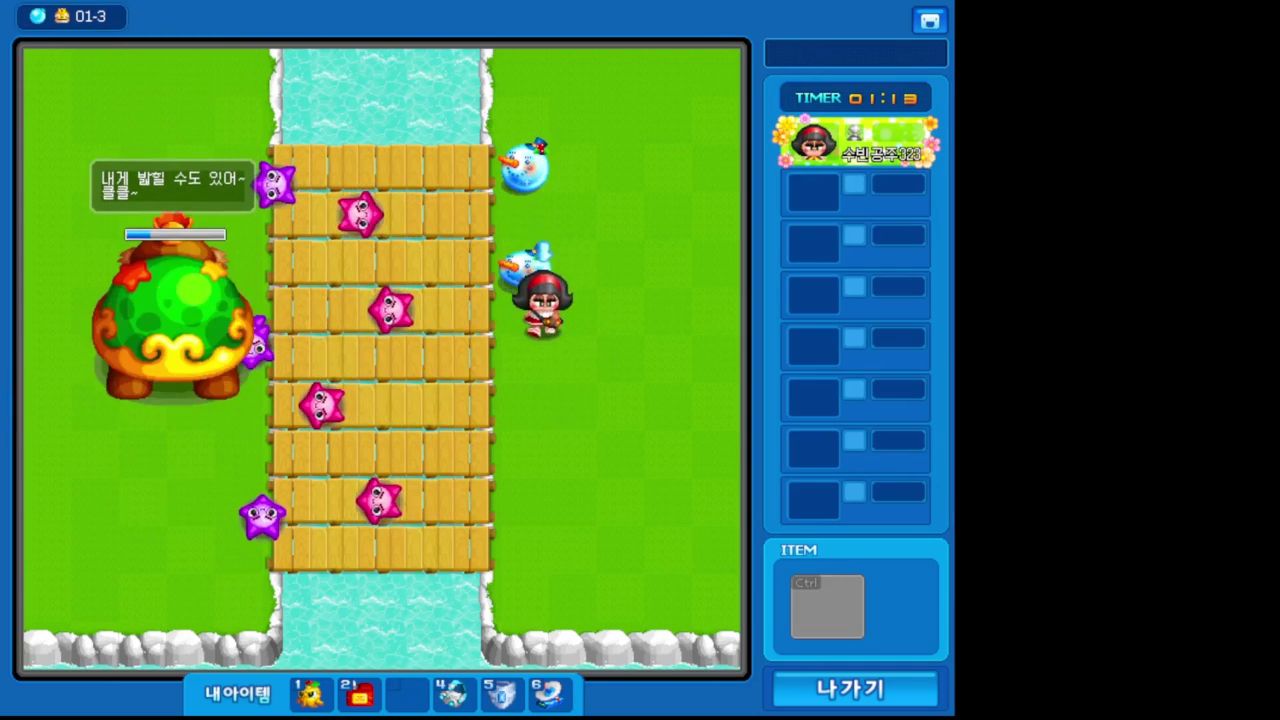 01-3
TIMER 01:13
수빈공주023
내게 밟힐 수도 있어~
클클~
ITEM
Ctrl
내아이템
1
2
4
5
6
나가기